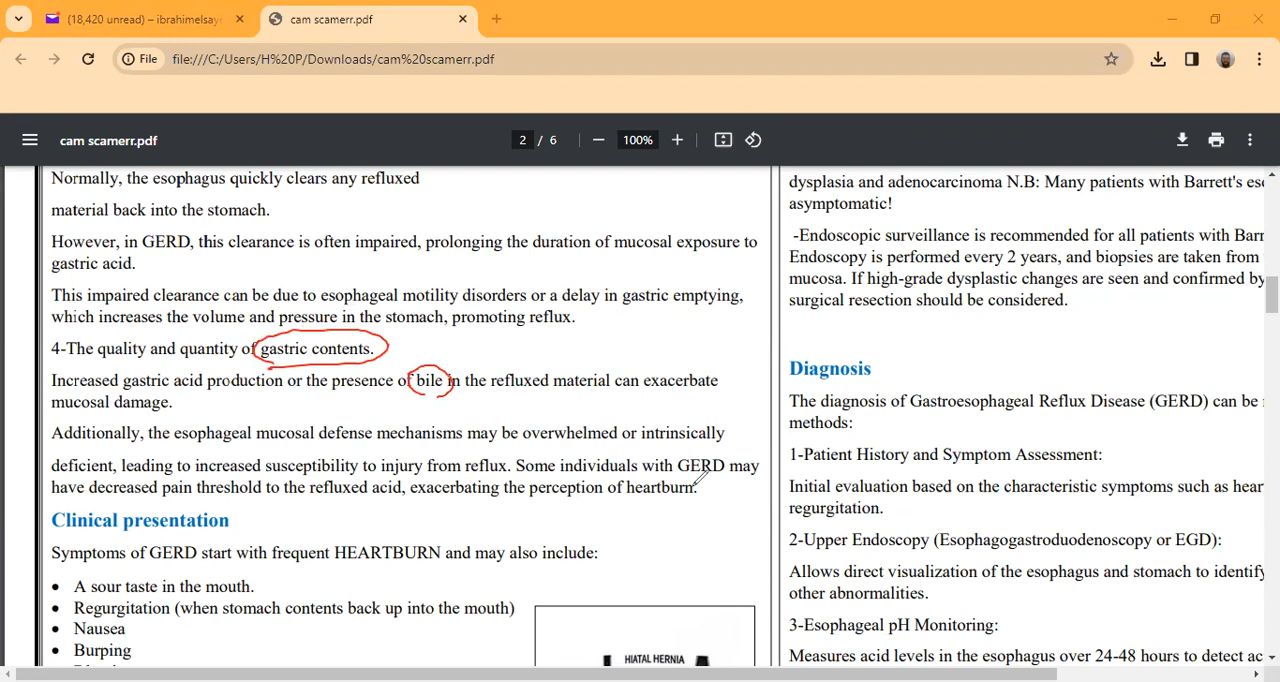 (18,420 unread) – ibrahimelsay
cam scamerr.pdf
File
file:///C:/Users/H%20P/Downloads/cam%20scamerr.pdf
cam scamerr.pdf
2 / 6
100%
Normally, the esophagus quickly clears any refluxed
material back into the stomach.
However, in GERD, this clearance is often impaired, prolonging the duration of mucosal exposure to
gastric acid.
This impaired clearance can be due to esophageal motility disorders or a delay in gastric emptying,
which increases the volume and pressure in the stomach, promoting reflux.
4-The quality and quantity of gastric contents.
Increased gastric acid production or the presence of bile in the refluxed material can exacerbate
mucosal damage.
Additionally, the esophageal mucosal defense mechanisms may be overwhelmed or intrinsically
deficient, leading to increased susceptibility to injury from reflux. Some individuals with GERD may
have decreased pain threshold to the refluxed acid, exacerbating the perception of heartburn.
Clinical presentation
Symptoms of GERD start with frequent HEARTBURN and may also include:
• A sour taste in the mouth.
• Regurgitation (when stomach contents back up into the mouth)
• Nausea
• Burping
HIATAL HERNIA
dysplasia and adenocarcinoma N.B: Many patients with Barrett's es
asymptomatic!
-Endoscopic surveillance is recommended for all patients with Barr
Endoscopy is performed every 2 years, and biopsies are taken from
mucosa. If high-grade dysplastic changes are seen and confirmed by
surgical resection should be considered.
Diagnosis
The diagnosis of Gastroesophageal Reflux Disease (GERD) can be
methods:
1-Patient History and Symptom Assessment:
Initial evaluation based on the characteristic symptoms such as hear
regurgitation.
2-Upper Endoscopy (Esophagogastroduodenoscopy or EGD):
Allows direct visualization of the esophagus and stomach to identify
other abnormalities.
3-Esophageal pH Monitoring:
Measures acid levels in the esophagus over 24-48 hours to detect ac